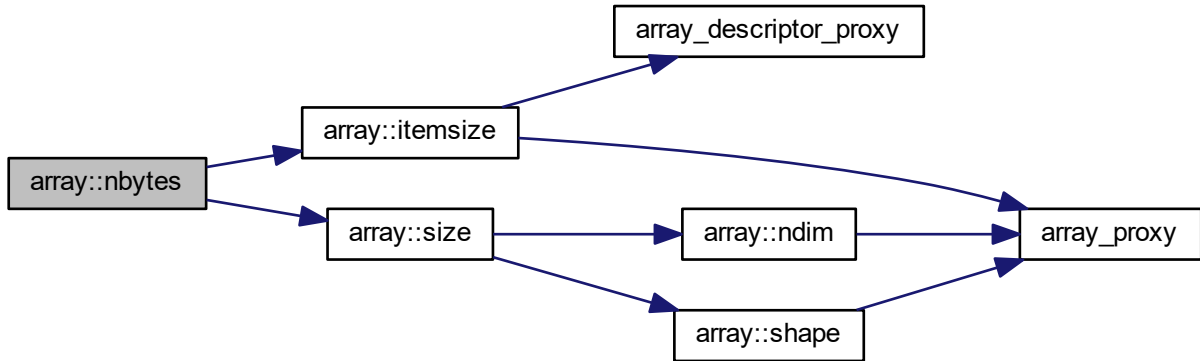 array_descriptor_proxy
array::itemsize
array::nbytes
array::size
array::ndim
array_proxy
array::shape